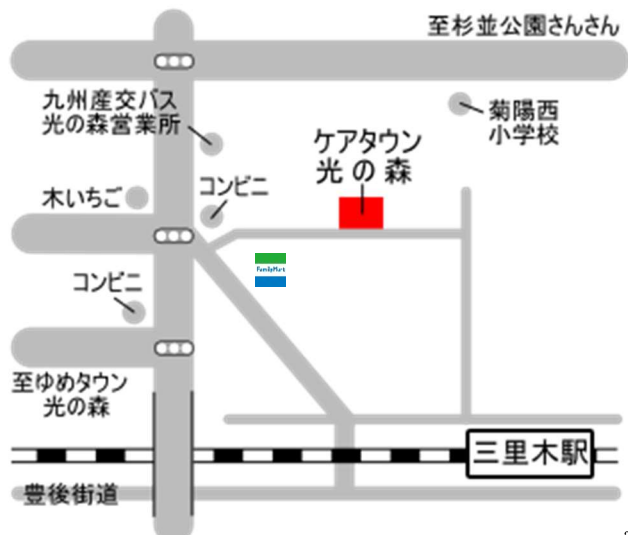 至杉並公園さんさん
九州産交バス
光の森営業所
菊陽西
小学校
ケアタウン
光の森
コンビニ
木いちご
FamilyMart
コンビニ
至ゆめタウン
光の森
三里木駅
豊後街道